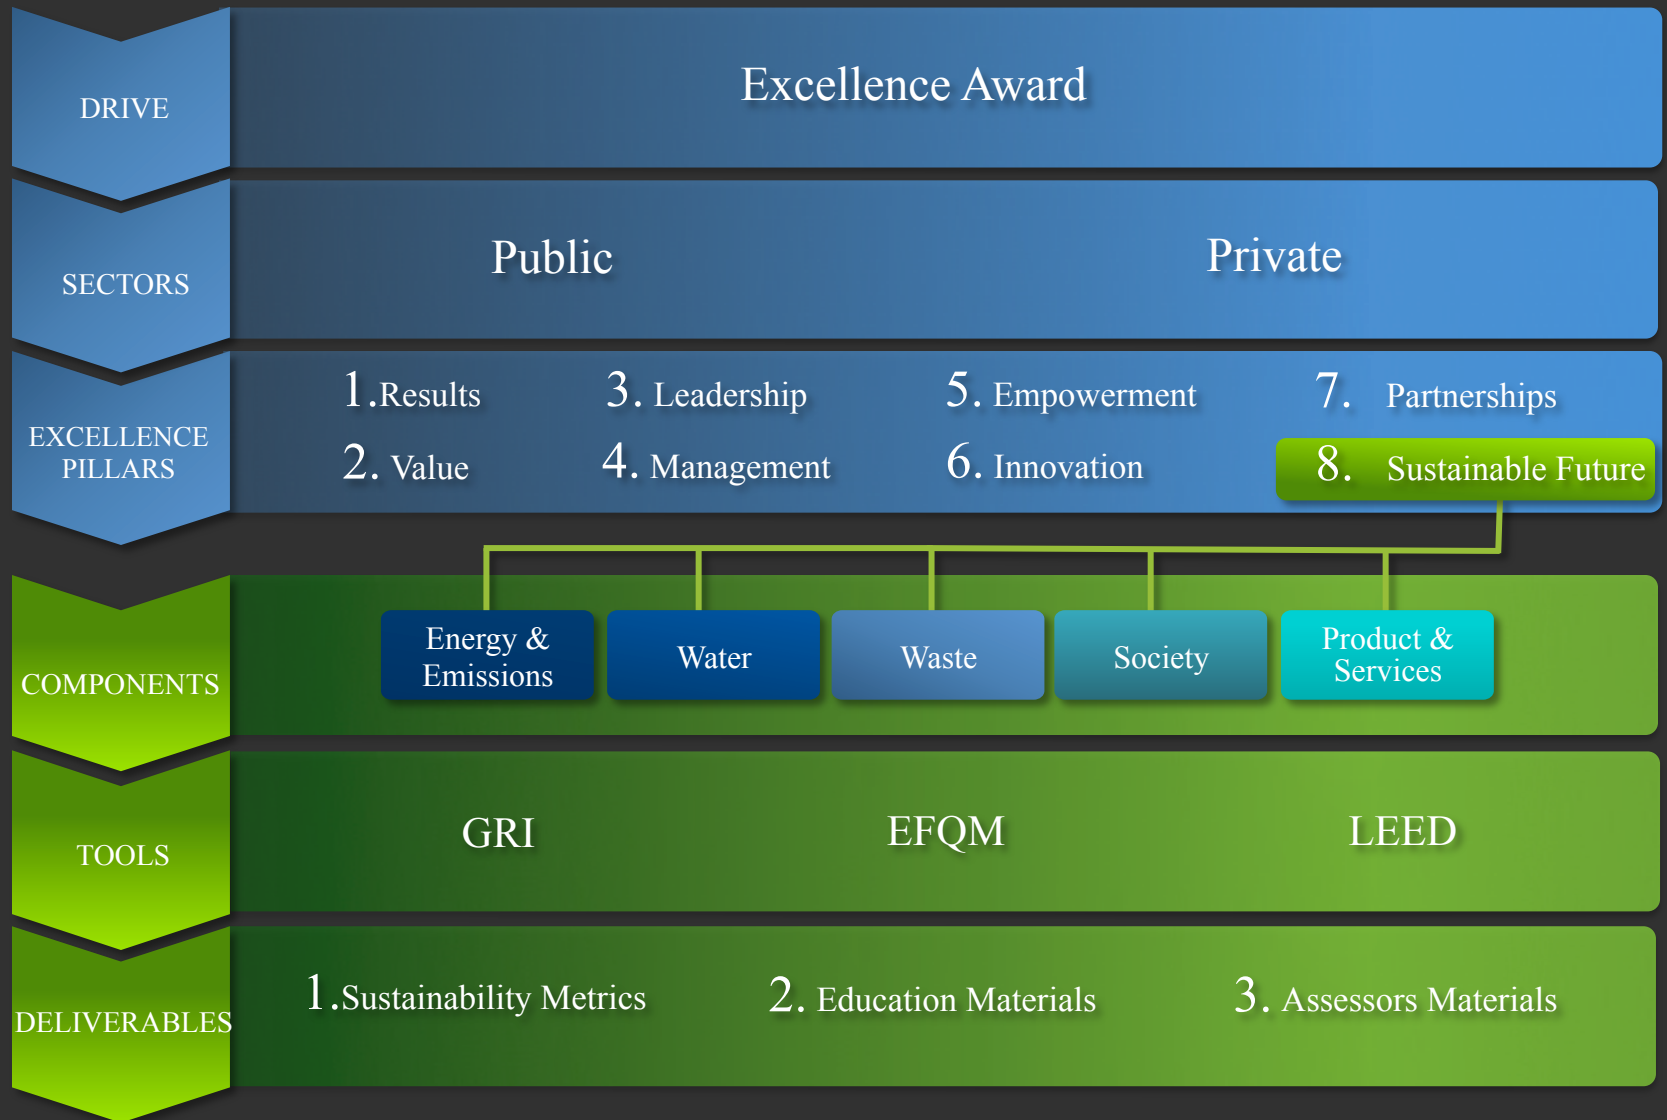 DRIVE
Excellence Award
SECTORS
Public
Private
EXCELLENCE
PILLARS
1.Results
2. Value
3. Leadership
4. Management
5. Empowerment
6. Innovation
7. Partnerships
8. Sustainable Future
COMPONENTS
Energy &
Emissions
Water
Waste
Society
Product &
Services
TOOLS
GRI
EFQM
LEED
DELIVERABLES
1.Sustainability Metrics
2. Education Materials
3. Assessors Materials